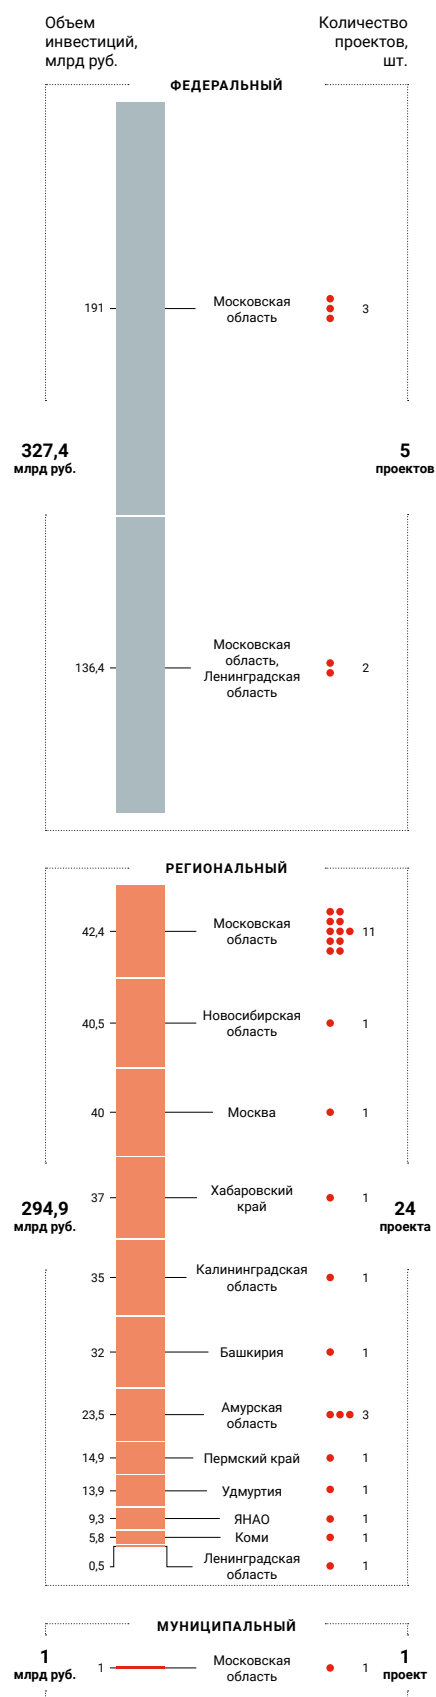 Объем
инвестиций,
млрд руб.
Количество
проектов,
шт.
ФЕДЕРАЛЬНЫЙ
191
Московская
область
3
327,4
млрд руб.
5
проектов
136,4
Московская
область,
Ленинградская
область
2
РЕГИОНАЛЬНЫЙ
42,4
Московская
область
11
40,5
Новосибирская
область
1
40
Москва
1
37
Хабаровский
край
1
294,9
млрд руб.
24
проекта
35
Калининградская
область
1
32
Башкирия
1
23,5
Амурская
область
3
14,9
Пермский край
1
13,9
Удмуртия
1
9,3
ЯНАО
1
5,8
Коми
1
0,5
Ленинградская
область
1
МУНИЦИПАЛЬНЫЙ
1
млрд руб.
1
Московская
область
1
1
проект